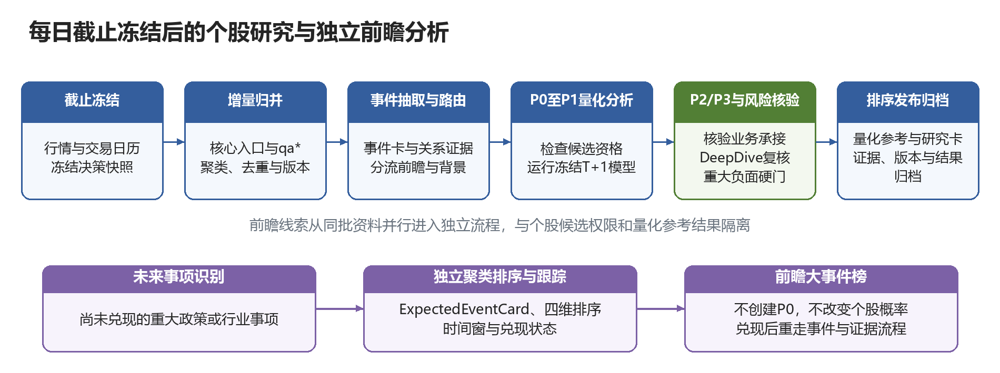 每日截止冻结后的个股研究与独立前瞻分析
截止冻结
行情与交易日历
冻结决策快照
增量归并
核心入口与qa*
聚类、去重与版本
事件抽取与路由
事件卡与关系证据
分流前瞻与背景
P0至P1量化分析
检查候选资格
运行冻结T+1模型
P2/P3与风险核验
核验业务承接
DeepDive复核
重大负面硬门
排序发布归档
量化参考与研究卡
证据、版本与结果
归档
前瞻线索从同批资料并行进入独立流程，与个股候选权限和量化参考结果隔离
未来事项识别
尚未兑现的重大政策或行业事项
独立聚类排序与跟踪
ExpectedEventCard、四维排序
时间窗与兑现状态
前瞻大事件榜
不创建P0，不改变个股概率
兑现后重走事件与证据流程